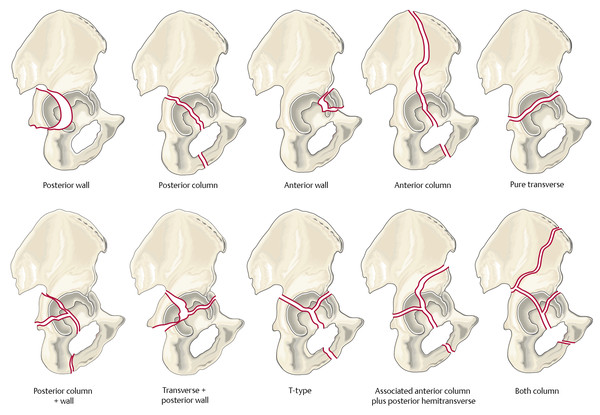 Posterior wall
Posterior column
Anterior wall
Anterior column
Pure transverse
Posterior column
+ wall
Transverse +
posterior wall
T-type
Associated anterior column
plus posterior hemitransverse
Both column